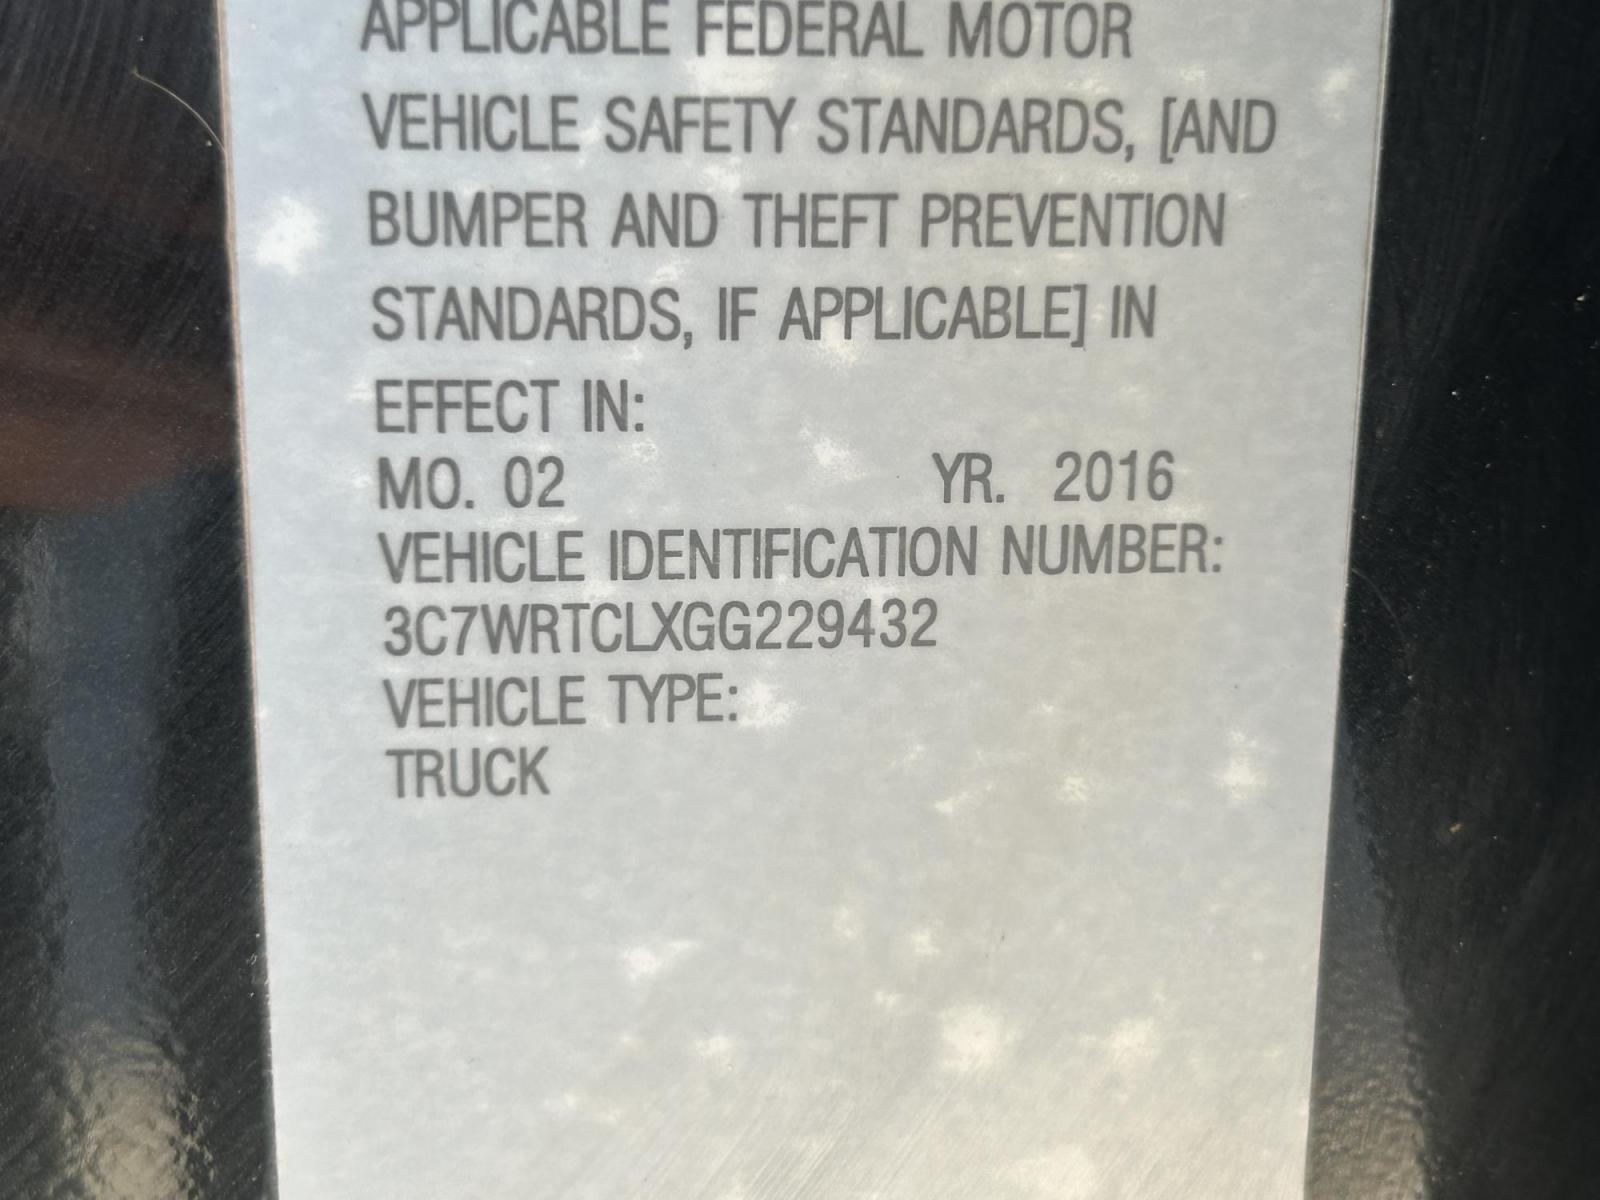 APPLICABLE FEDERAL MOTOR
VEHICLE SAFETY STANDARDS, [AND
BUMPER AND THEFT PREVENTION
STANDARDS, IF APPLICABLE] IN
EFFECT IN:
MO. 02 YR. 2016
VEHICLE IDENTIFICATION NUMBER:
3C7WRTCLXGG229432
VEHICLE TYPE:
TRUCK